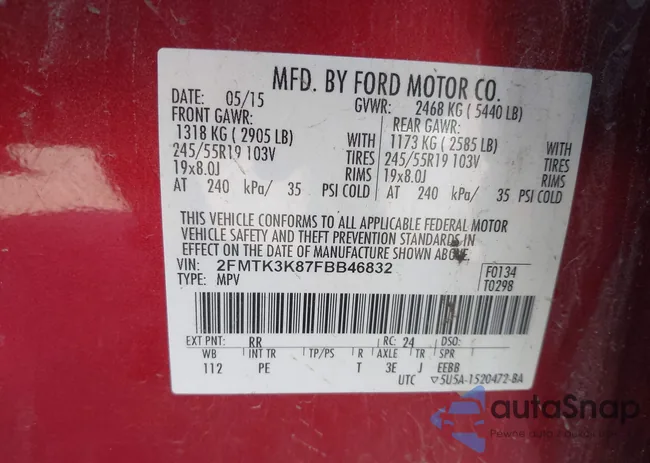 MFD. BY FORD MOTOR CO.
DATE: 05/15 GVWR: 2468 KG ( 5440 LB)
FRONT GAWR: REAR GAWR:
1318 KG ( 2905 LB) WITH 1173 KG ( 2585 LB) WITH
245/55R19 103V TIRES 245/55R19 103V TIRES
19x8.0J RIMS 19x8.0J RIMS
AT 240 kPa/ 35 PSI COLD AT 240 kPa/ 35 PSI COLD
THIS VEHICLE CONFORMS TO ALL APPLICABLE FEDERAL MOTOR
VEHICLE SAFETY AND THEFT PREVENTION STANDARDS IN
EFFECT ON THE DATE OF MANUFACTURE SHOWN ABOVE.
VIN: 2FMTK3K87FBB46832 F0134
TYPE: MPV T0298
EXT PNT: RR RC: 24 DSO:
WB INT TR TP/PS R AXLE TR SPR
112 PE T 3E J EEBB
UTC 5U5A-1520472-BA
autoSnap
Pewne auta